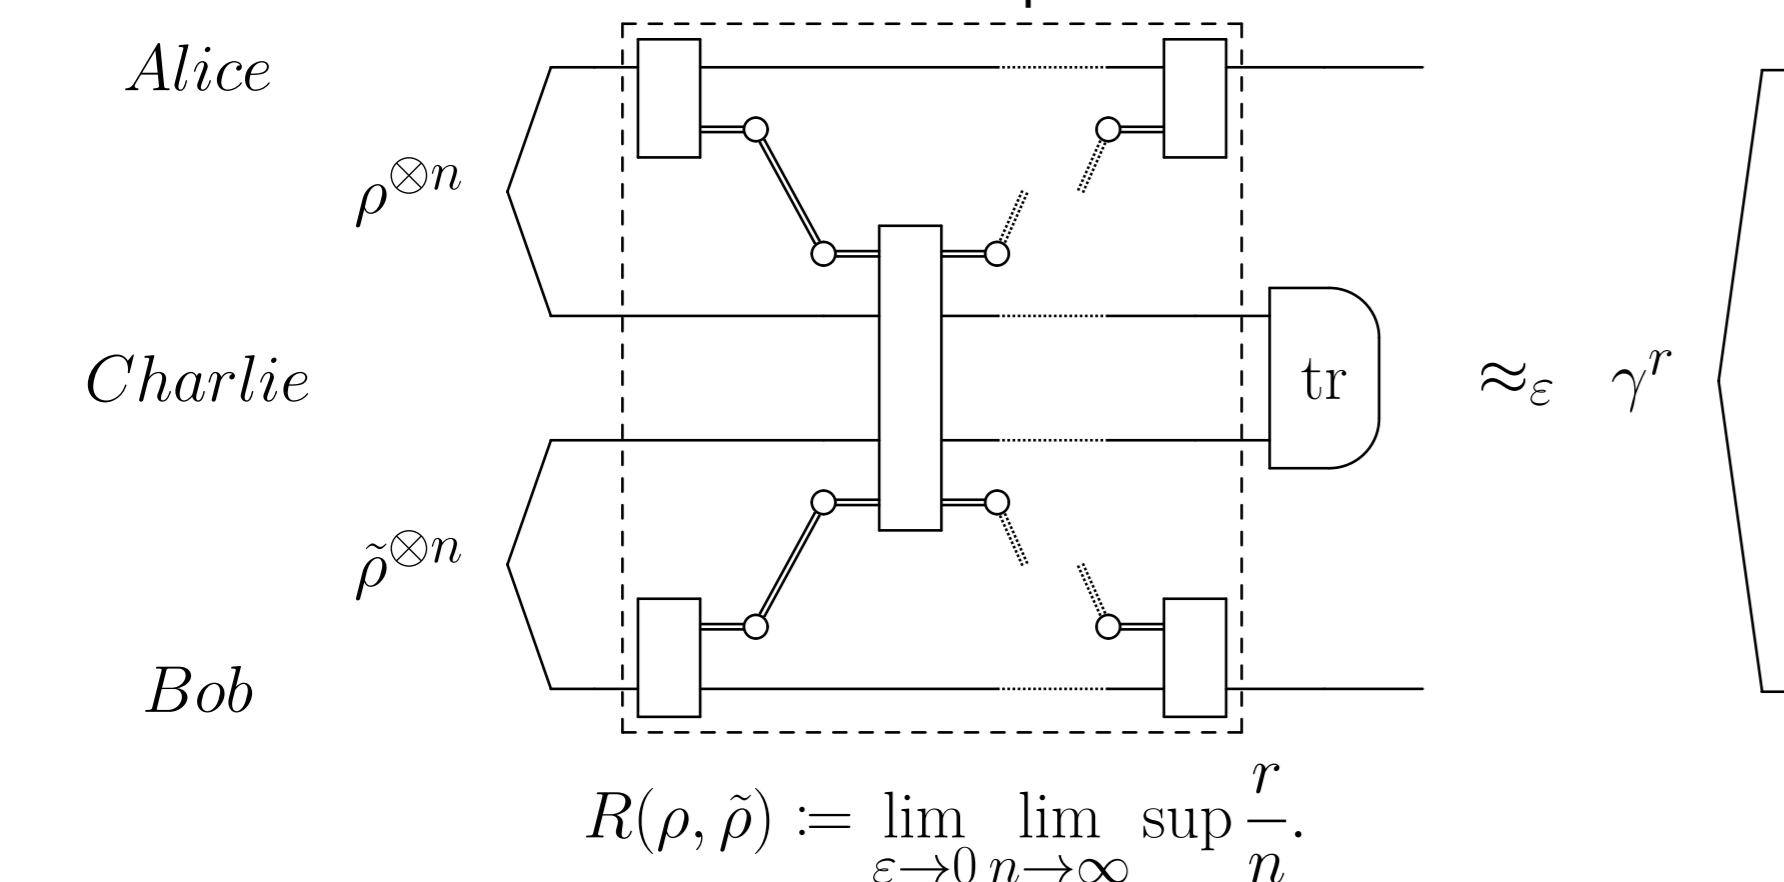 Alice
ρ^{⊗n}
Charlie
tr
≈_ε γ^r
ρ̃^{⊗n}
Bob
R(ρ, ρ̃) := lim_{ε→0} lim_{n→∞} sup r/n.